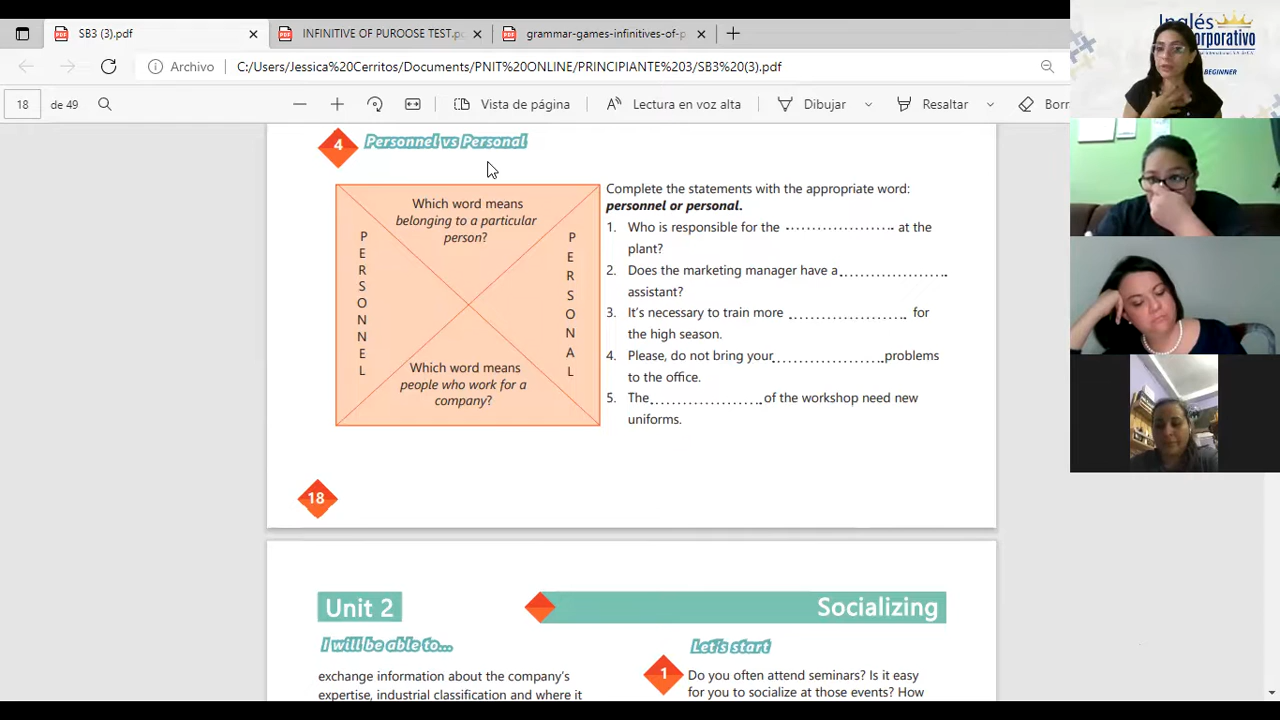 SB3 (3).pdf
INFINITIVE OF PUROOSE TEST.pd
grammar-games-infinitives-of-p
Archivo
C:/Users/Jessica%20Cerritos/Documents/PNP%20ONLINE/PRINCIPIANTE%203/SB3%20(3).pdf
18 de 49
Vista de página
Lectura en voz alta
Dibujar
Resaltar
Borr
Inglés
orporativo
BEGINNER
4 Personnel vs Personal
Which word means
belonging to a particular
person?
PERSONNEL
PERSONAL
Which word means
people who work for a
company?
Complete the statements with the appropriate word:
personnel or personal.
1. Who is responsible for the .................... at the
plant?
2. Does the marketing manager have a....................
assistant?
3. It's necessary to train more .................... for
the high season.
4. Please, do not bring your....................problems
to the office.
5. The.................... of the workshop need new
uniforms.
18
Unit 2
Socializing
I will be able to...
exchange information about the company's
expertise, industrial classification and where it
Let's start
1 Do you often attend seminars? Is it easy
for you to socialize at those events? How